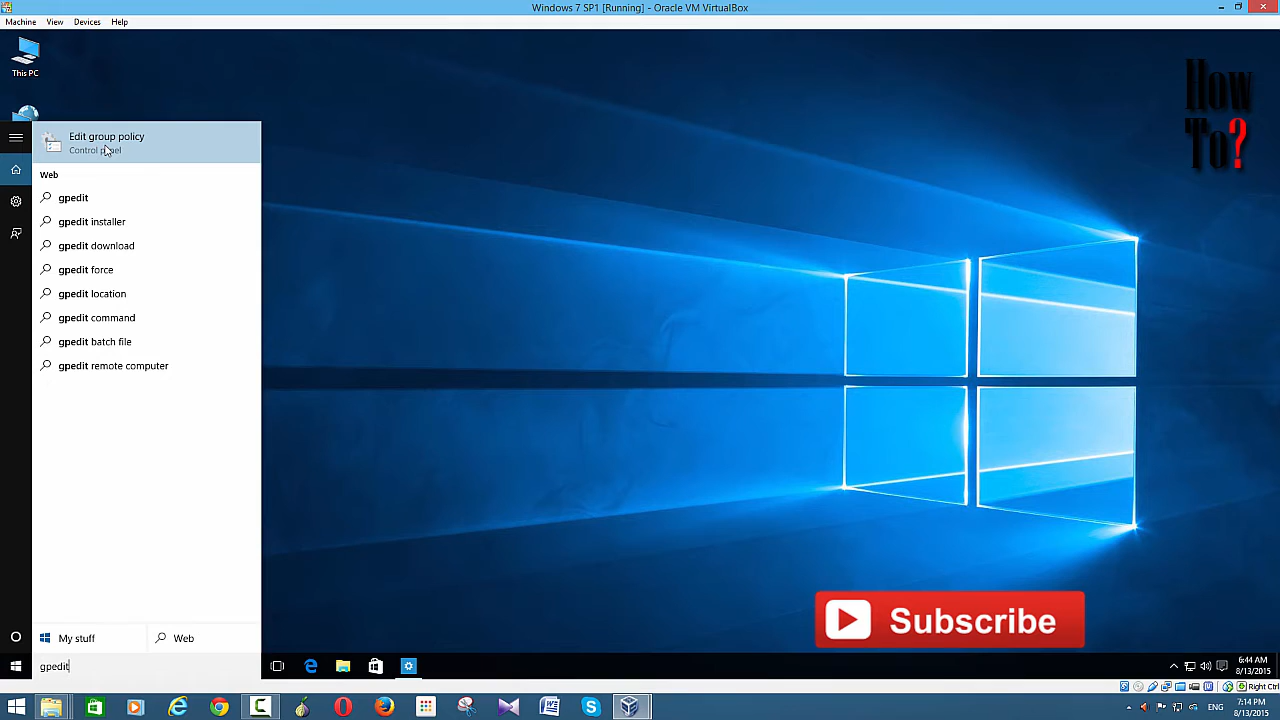 Windows 7 SP1 [Running] - Oracle VM VirtualBox
Machine View Devices Help
This PC
How
To?
Edit group policy
Control panel
Web
gpedit
gpedit installer
gpedit download
gpedit force
gpedit location
gpedit command
gpedit batch file
gpedit remote computer
Subscribe
My stuff Web
gpedit
6:44 AM
8/13/2015
Right Ctrl
7:14 PM
8/13/2015
ENG